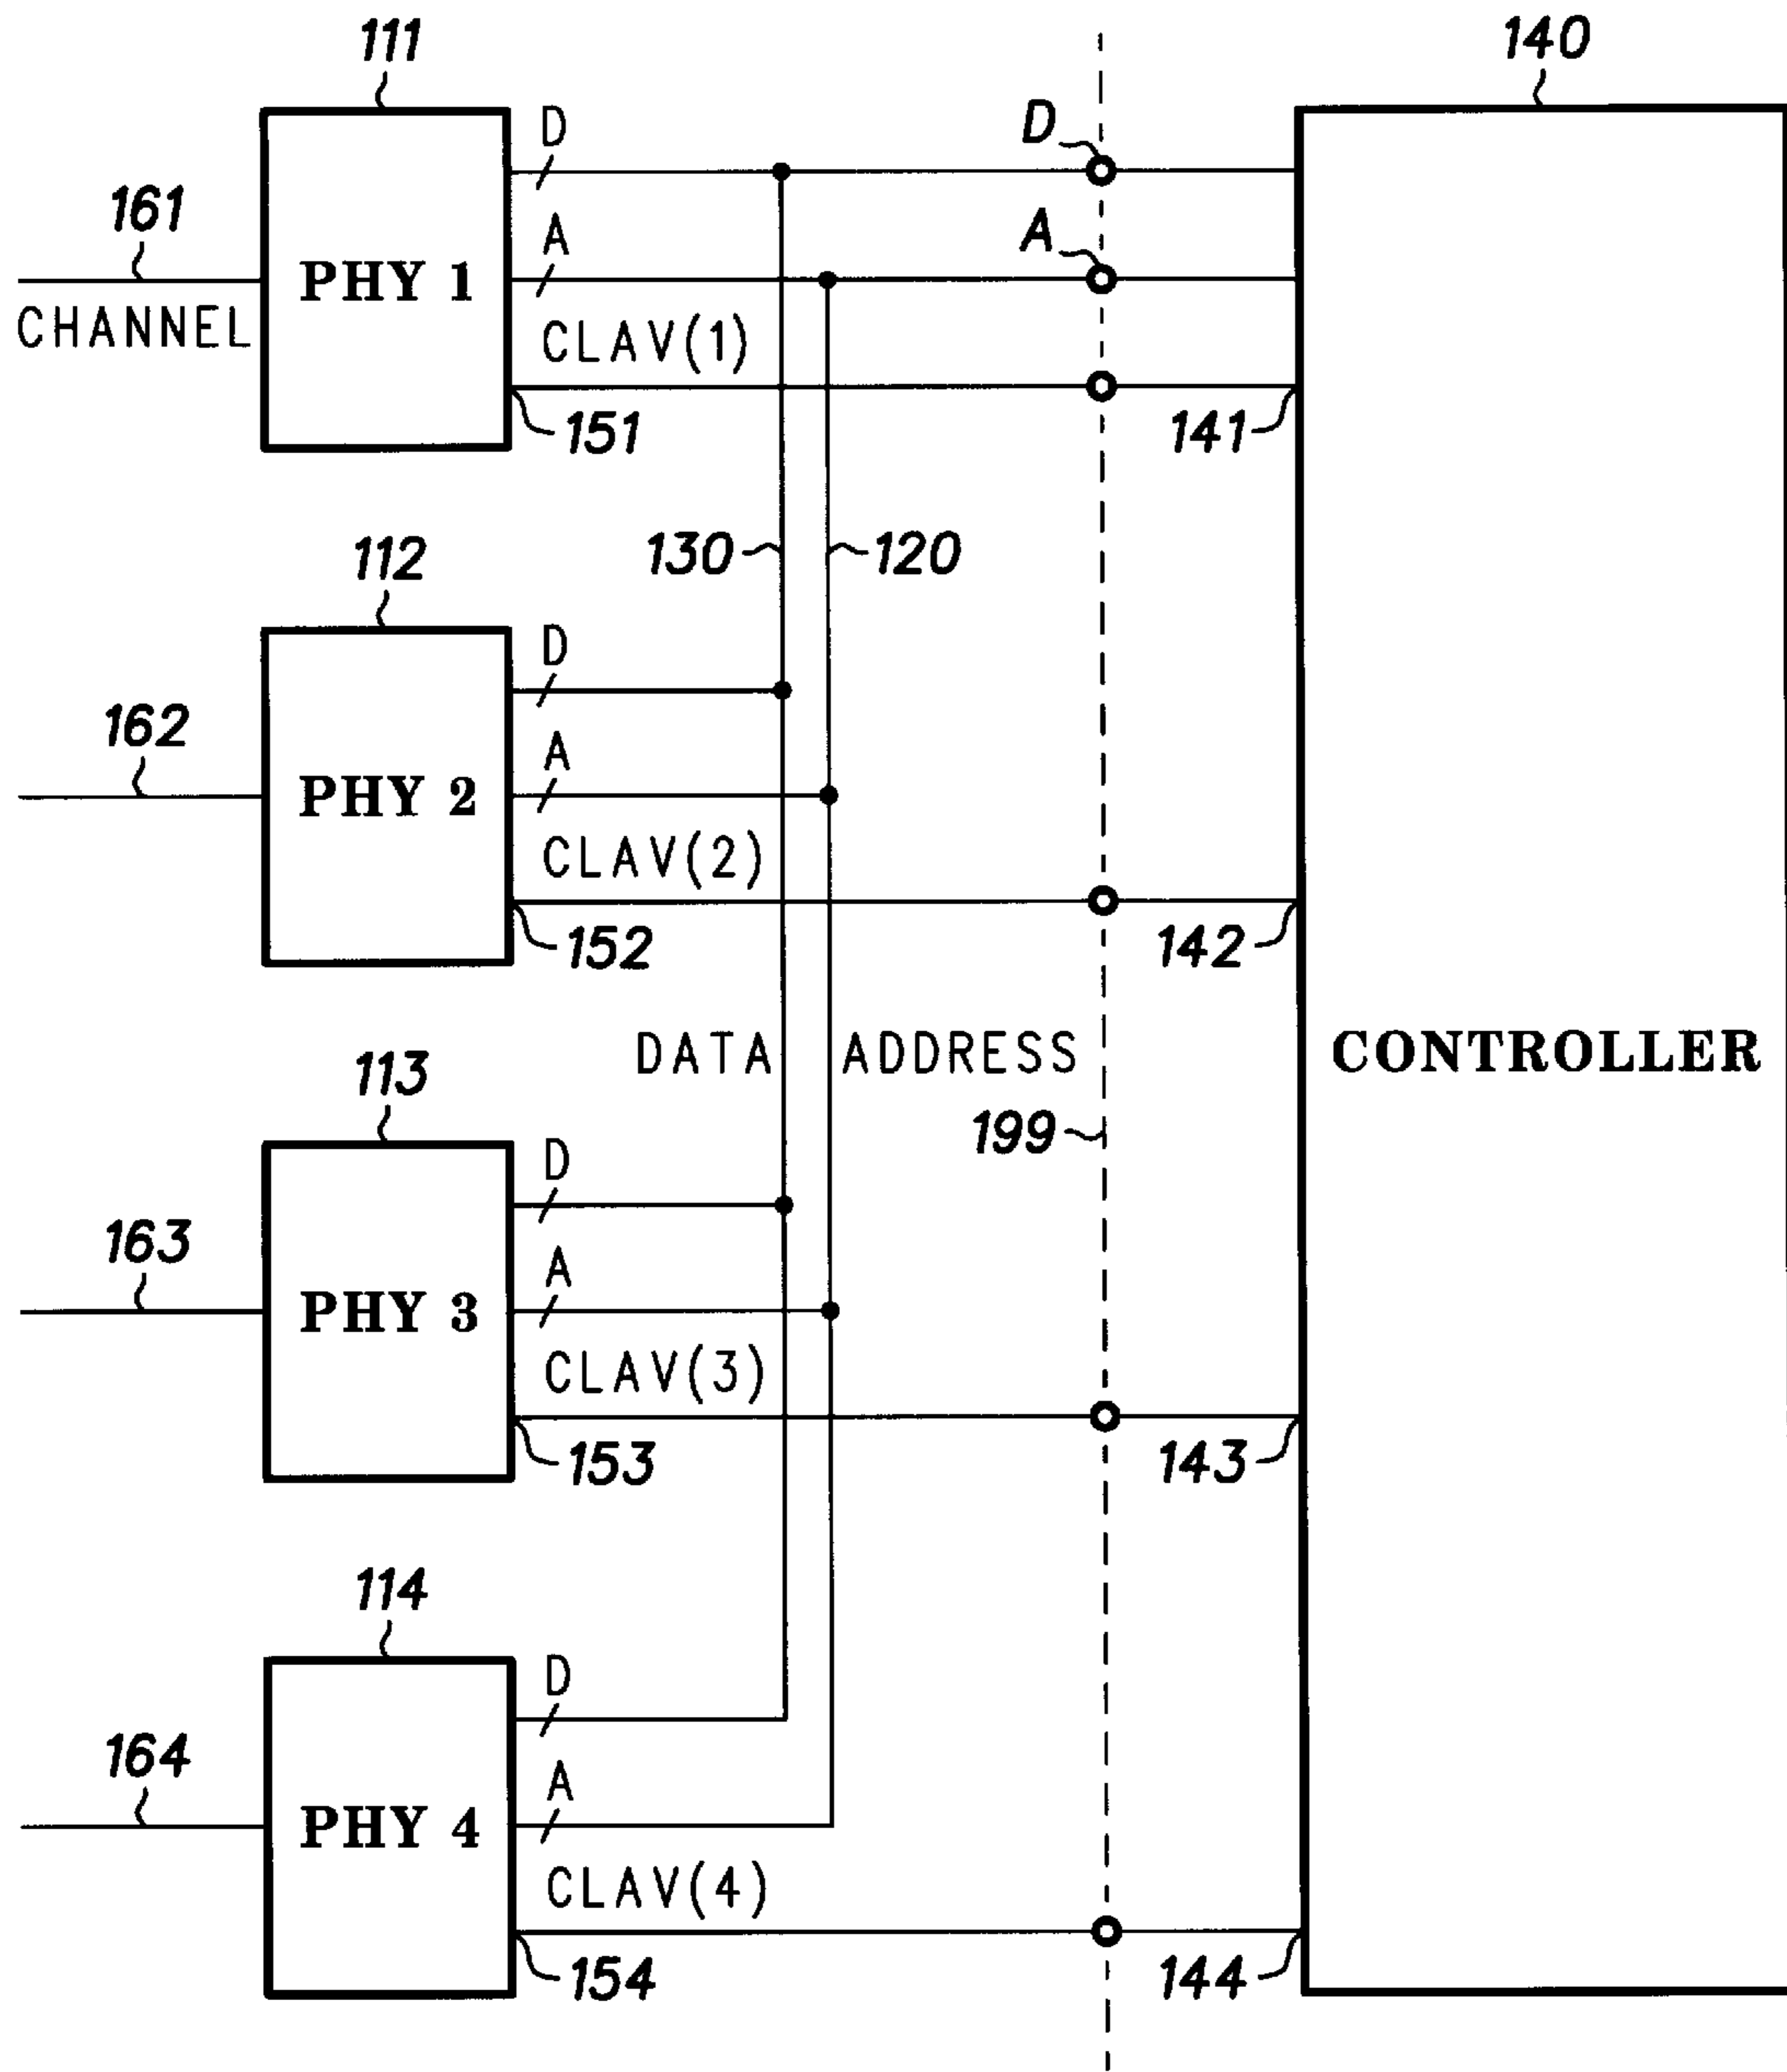 111
140
D
D
161
A
A
PHY 1
CHANNEL
CLAV(1)
151
141
130
120
112
D
162
A
PHY 2
CLAV(2)
152
142
DATA
ADDRESS
CONTROLLER
113
199
D
163
A
PHY 3
CLAV(3)
153
143
114
D
164
A
PHY 4
CLAV(4)
154
144